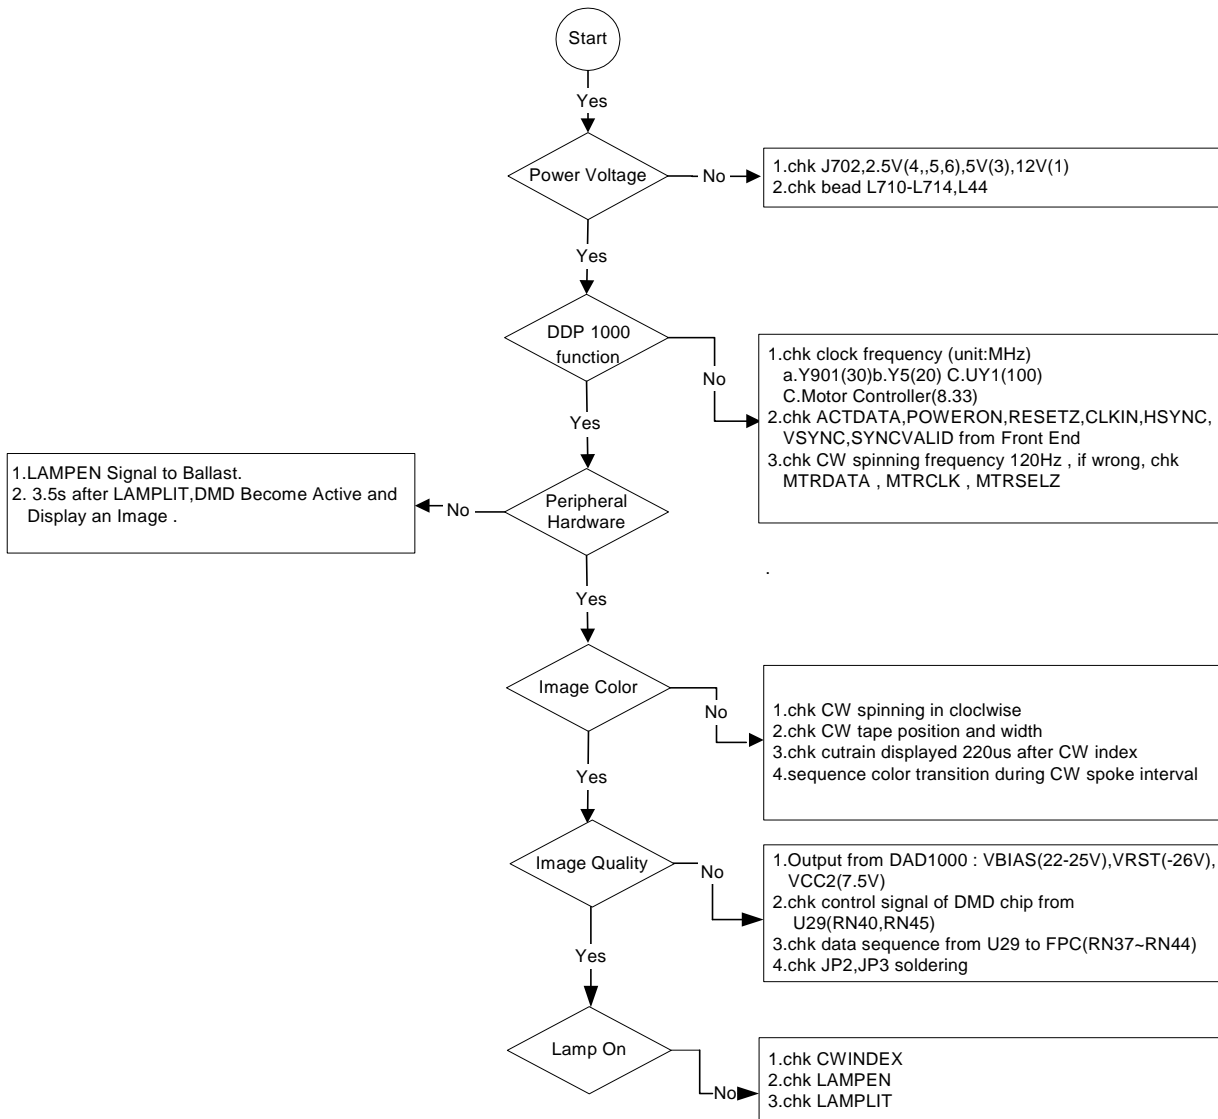 Start
Yes
Power Voltage
No
1.chk J702,2.5V(4,,5,6),5V(3),12V(1)
2.chk bead L710-L714,L44
Yes
DDP 1000
function
No
1.chk clock frequency (unit:MHz)
a.Y901(30)b.Y5(20) C.UY1(100)
C.Motor Controller(8.33)
2.chk ACTDATA,POWERON,RESETZ,CLKIN,HSYNC,
VSYNC,SYNCVALID from Front End
3.chk CW spinning frequency 120Hz , if wrong, chk
MTRDATA , MTRCLK , MTRSELZ
Yes
Peripheral
Hardware
No
1.LAMPEN Signal to Ballast.
2. 3.5s after LAMPLIT,DMD Become Active and
Display an Image .
.
Yes
Image Color
No
1.chk CW spinning in cloclwise
2.chk CW tape position and width
3.chk cutrain displayed 220us after CW index
4.sequence color transition during CW spoke interval
Yes
Image Quality
No
1.Output from DAD1000 : VBIAS(22-25V),VRST(-26V),
VCC2(7.5V)
2.chk control signal of DMD chip from
U29(RN40,RN45)
3.chk data sequence from U29 to FPC(RN37~RN44)
4.chk JP2,JP3 soldering
Yes
Lamp On
No
1.chk CWINDEX
2.chk LAMPEN
3.chk LAMPLIT